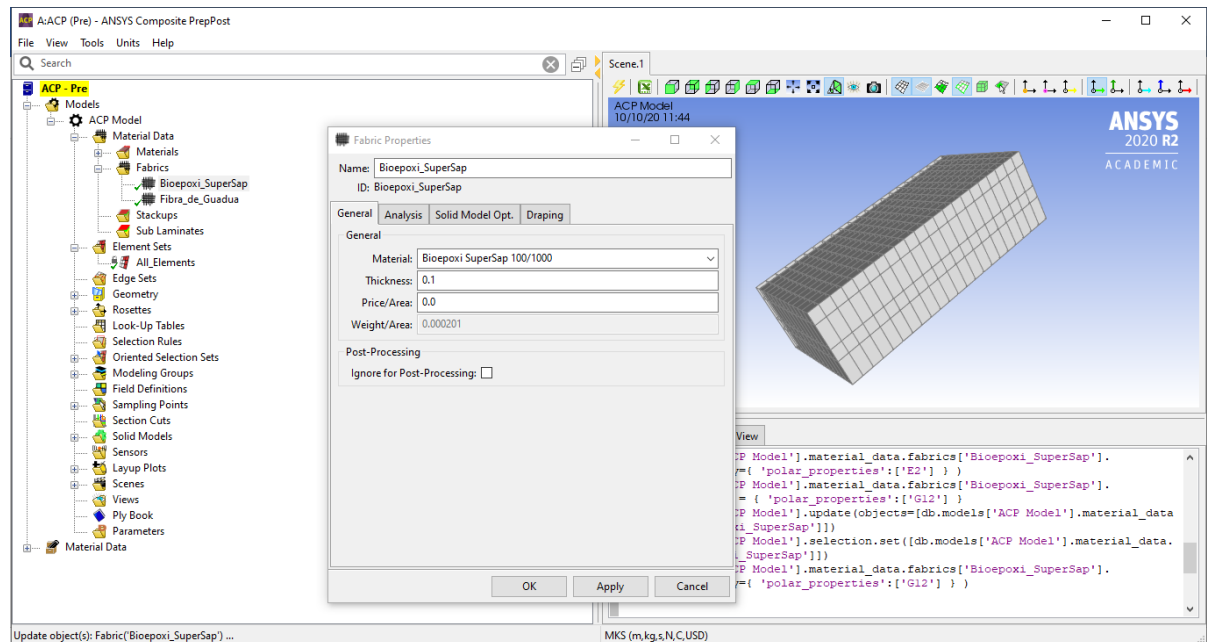 A:ACP (Pre) - ANSYS Composite PrepPost
File View Tools Units Help
Search
ACP - Pre
Models
ACP Model
Material Data
Materials
Fabrics
Bioepoxi_SuperSap
Fibra_de_Guadua
Stackups
Sub Laminates
Element Sets
All_Elements
Edge Sets
Geometry
Rosettes
Look-Up Tables
Selection Rules
Oriented Selection Sets
Modeling Groups
Field Definitions
Sampling Points
Section Cuts
Solid Models
Sensors
Layup Plots
Scenes
Views
Ply Book
Parameters
Material Data
Fabric Properties
Name: Bioepoxi_SuperSap
ID: Bioepoxi_SuperSap
General Analysis Solid Model Opt. Draping
General
Material: Bioepoxi SuperSap 100/1000
Thickness: 0.1
Price/Area: 0.0
Weight/Area: 0.000201
Post-Processing
Ignore for Post-Processing:
OK Apply Cancel
Scene.1
ACP Model
10/10/20 11:44
ANSYS
2020 R2
ACADEMIC
View
CP Model'].material_data.fabrics['Bioepoxi_SuperSap'].
y={ 'polar_properties':['E2'] } )
CP Model'].material_data.fabrics['Bioepoxi_SuperSap'].
= { 'polar_properties':['G12'] }
CP Model'].update(objects=[db.models['ACP Model'].material_data
xi_SuperSap']])
CP Model'].selection.set([db.models['ACP Model'].material_data.
i_SuperSap']])
CP Model'].material_data.fabrics['Bioepoxi_SuperSap'].
y={ 'polar_properties':['G12'] } )
Update object(s): Fabric('Bioepoxi_SuperSap') ...
MKS (m,kg,s,N,C,USD)